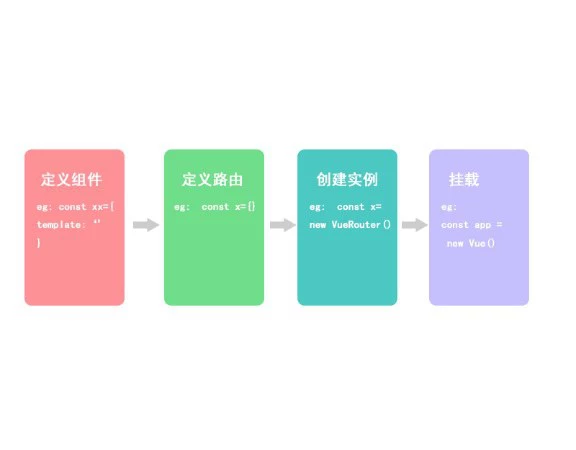 定义组件
eg: const xx={
template: ‘’
}
定义路由
eg: const x={}
创建实例
eg: const x=
new VueRouter()
挂载
eg:
const app =
new Vue()